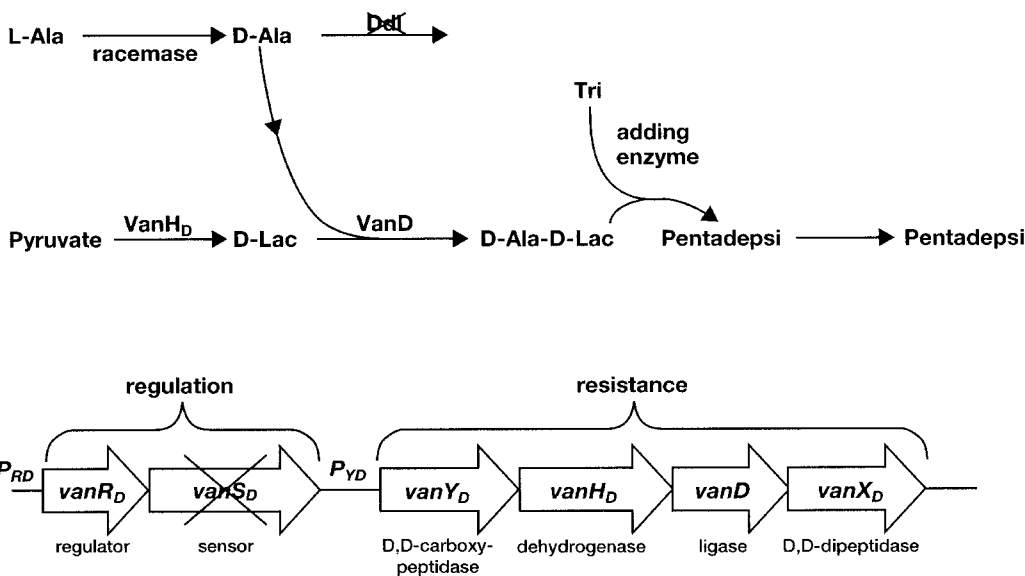 L-Ala racemase D-Ala Ddl
Tri
adding
enzyme
Pyruvate VanH_D D-Lac VanD D-Ala-D-Lac Pentadepsi Pentadepsi
regulation resistance
P_RD vanR_D vanS_D P_YD vanY_D vanH_D vanD vanX_D
regulator sensor D,D-carboxy- dehydrogenase ligase D,D-dipeptidase
peptidase